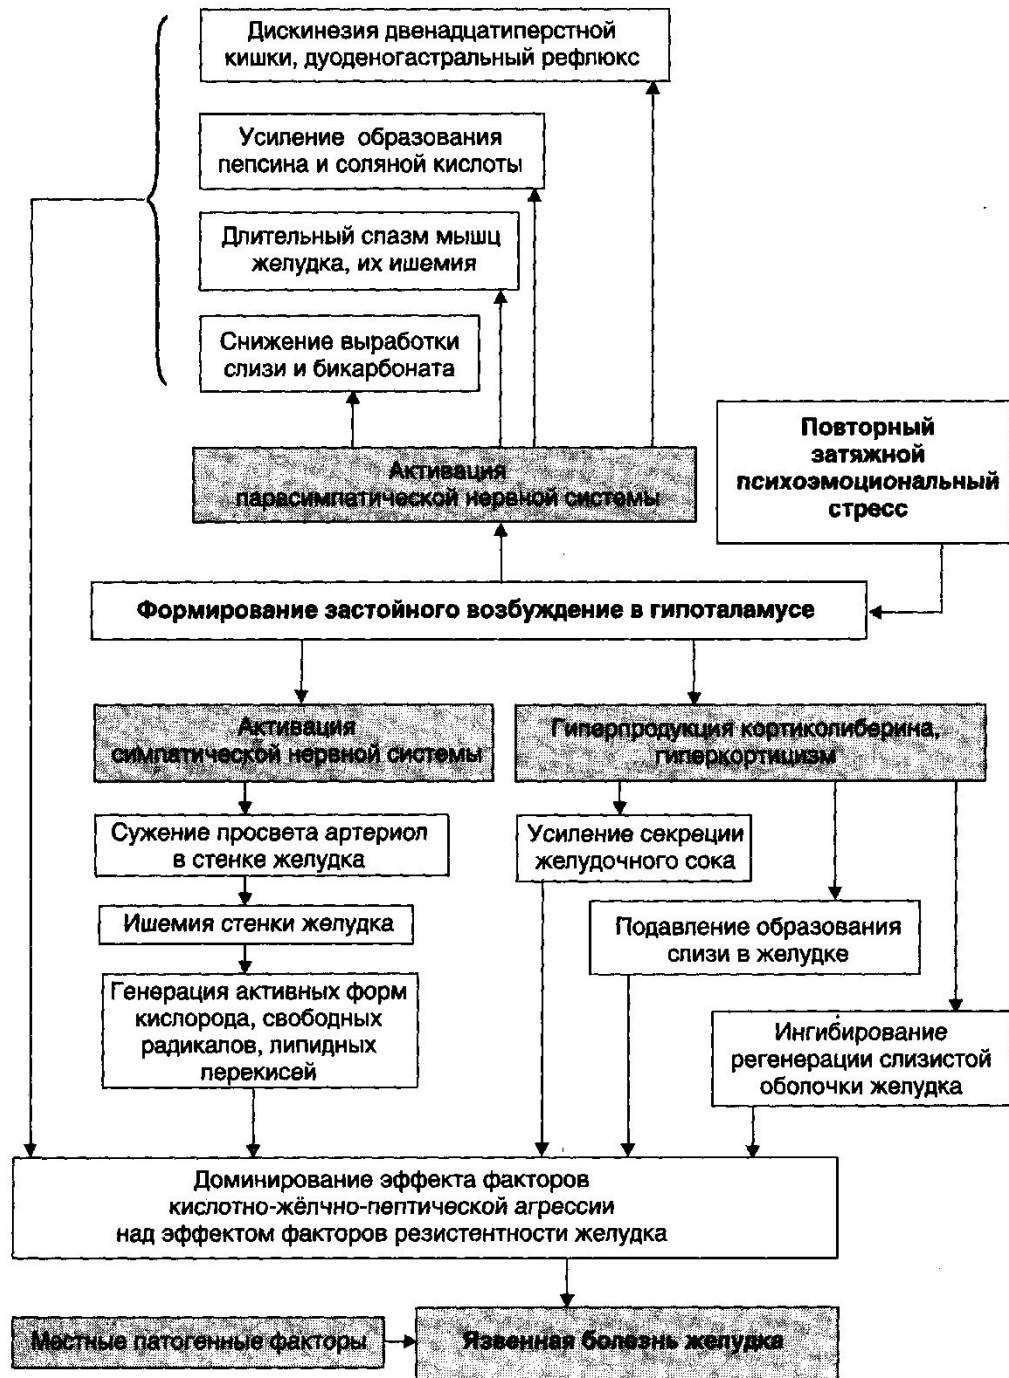 Дискинезия двенадцатиперстной
кишки, дуоденогастральный рефлюкс
Усиление образования
пепсина и соляной кислоты
Длительный спазм мышц
желудка, их ишемия
Снижение выработки
слизи и бикарбоната
Активация
парасимпатической нервной системы
Повторный
затяжной
психоэмоциональный
стресс
Формирование застойного возбуждение в гипоталамусе
Активация
симпатической нервной системы
Гиперпродукция кортиколиберина,
гиперкортицизм
Сужение просвета артериол
в стенке желудка
Усиление секреции
желудочного сока
Ишемия стенки желудка
Подавление образования
слизи в желудке
Генерация активных форм
кислорода, свободных
радикалов, липидных
перекисей
Ингибирование
регенерации слизистой
оболочки желудка
Доминирование эффекта факторов
кислотно-жёлчно-пептической агрессии
над эффектом факторов резистентности желудка
Местные патогенные факторы
Язвенная болезнь желудка